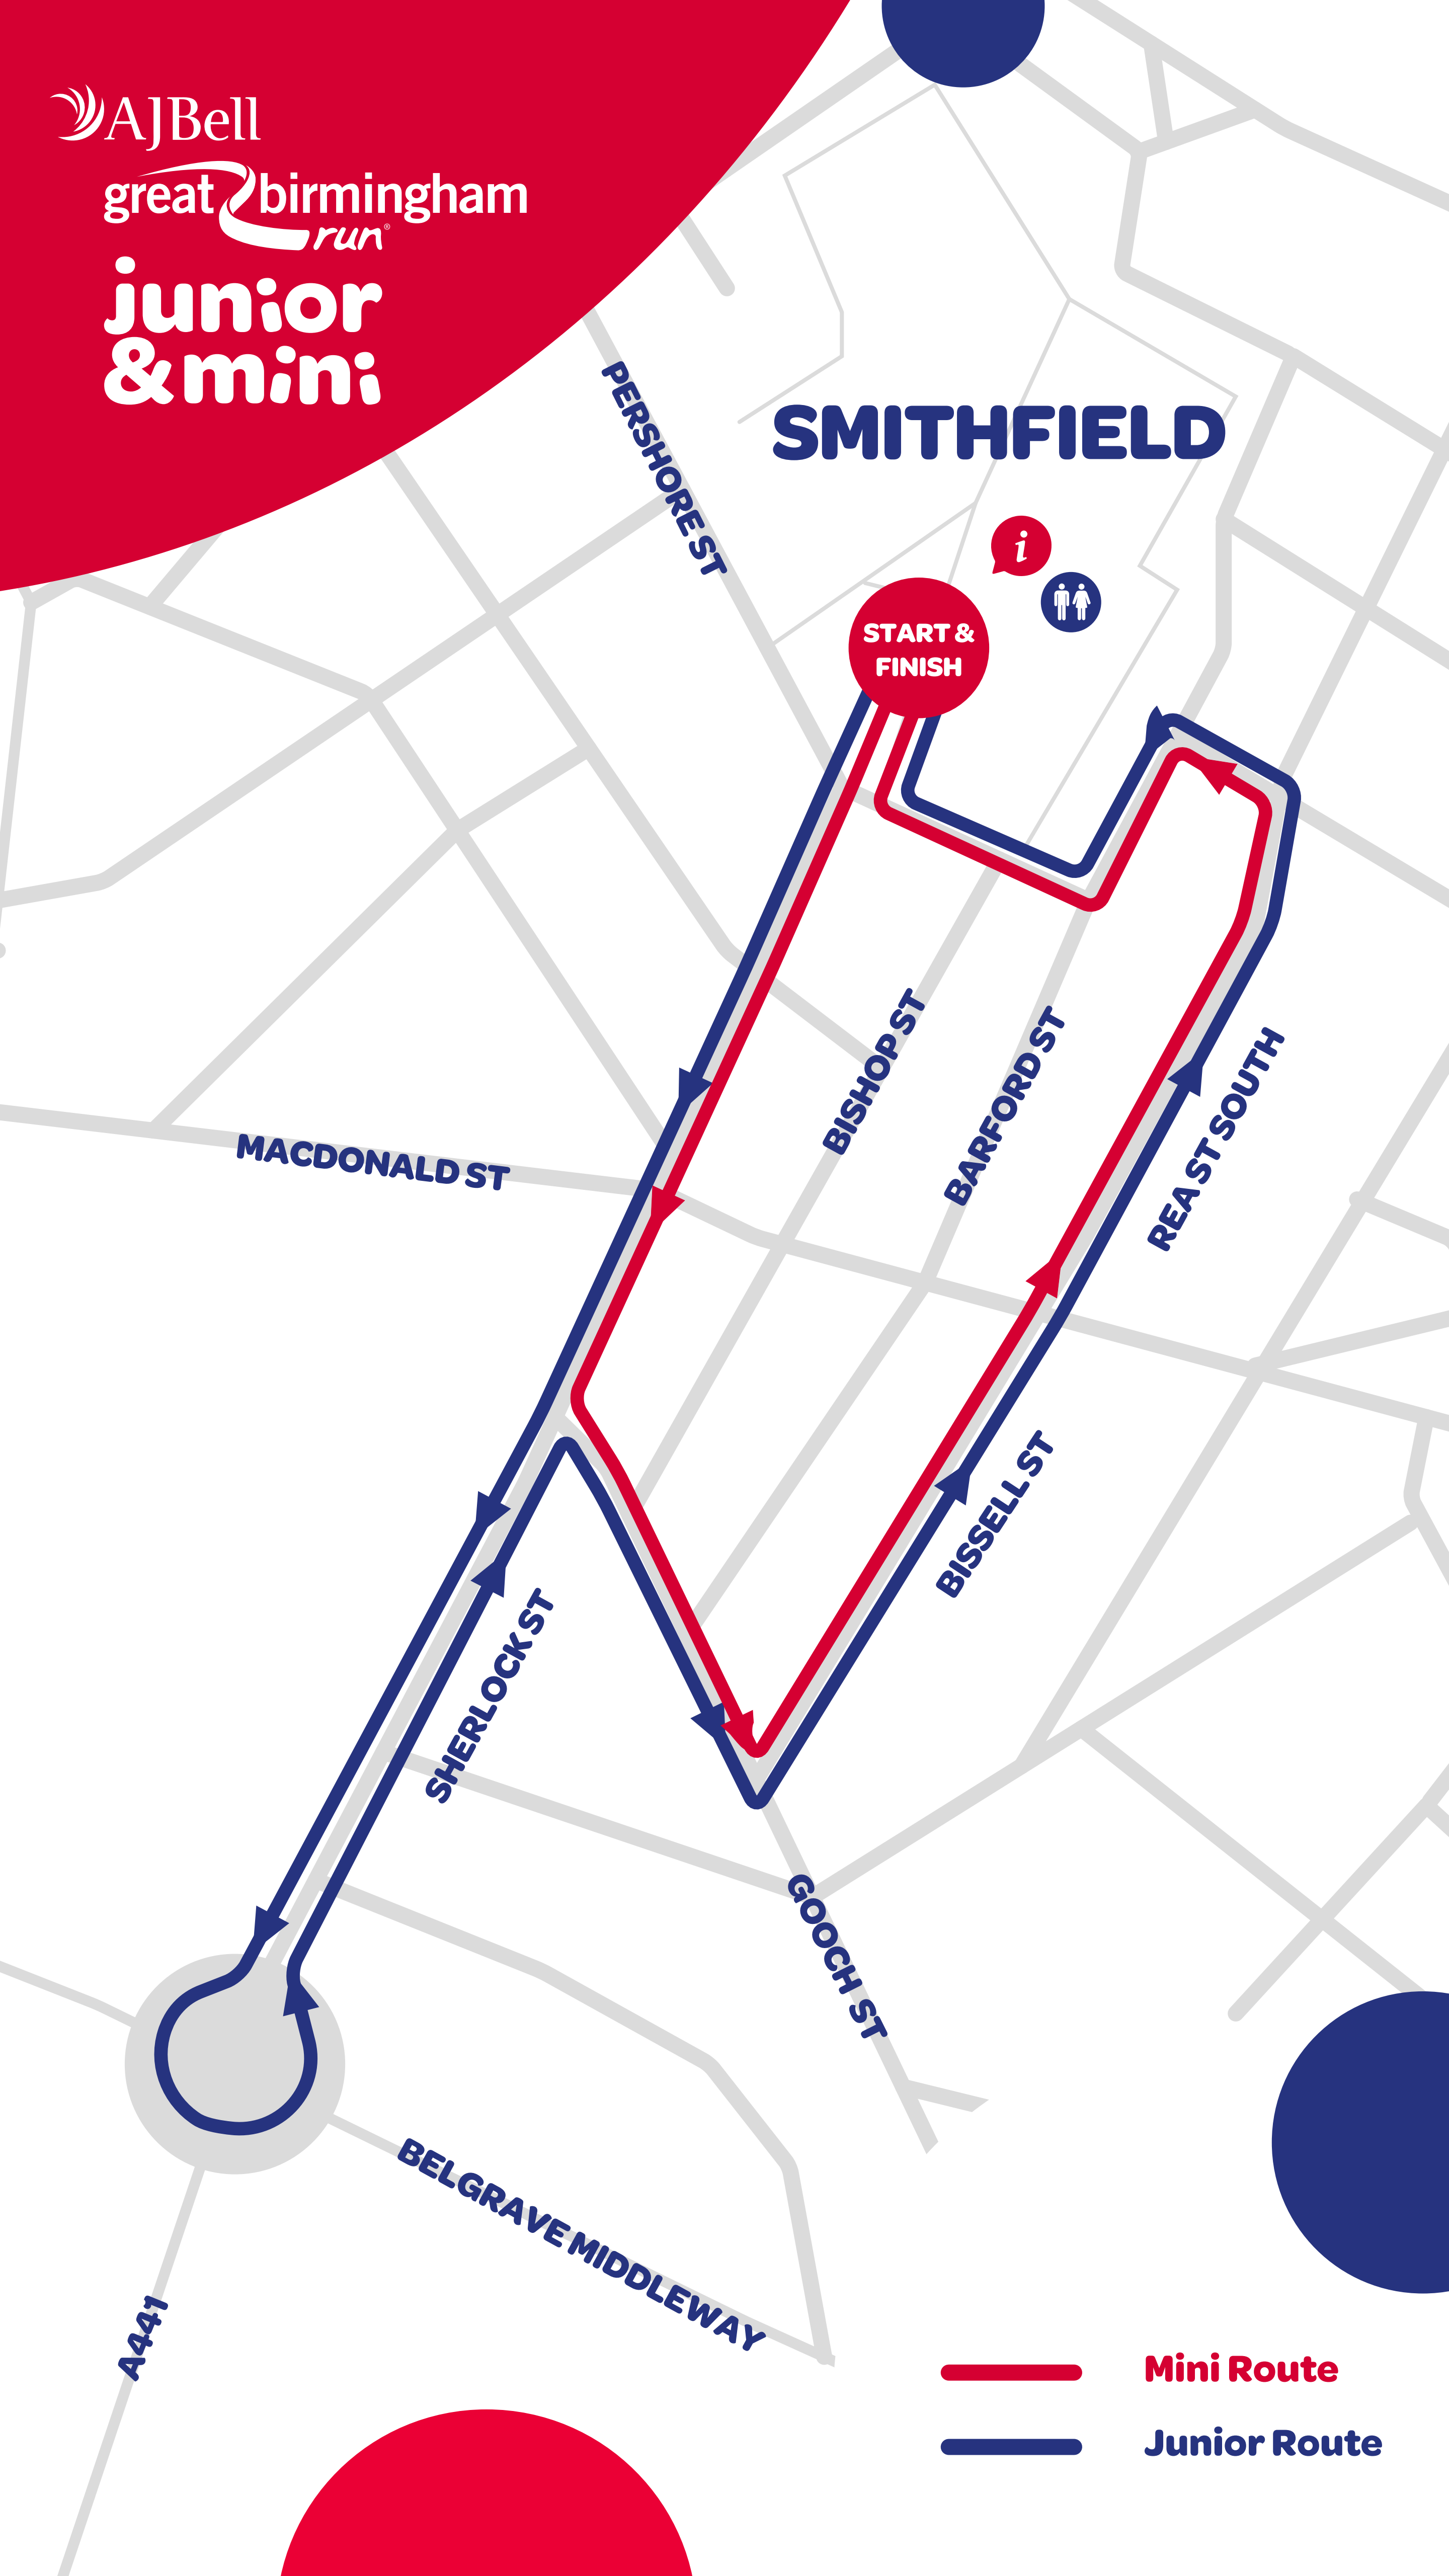 AJBell
great birmingham
run®
junior
& mini
PERSHORE ST
SMITHFIELD
i
START &
FINISH
BISHOP ST
BARFORD ST
REA ST SOUTH
MACDONALD ST
BISSELL ST
SHERLOCK ST
GOOCH ST
BELGRAVE MIDDLEWAY
A441
Mini Route
Junior Route